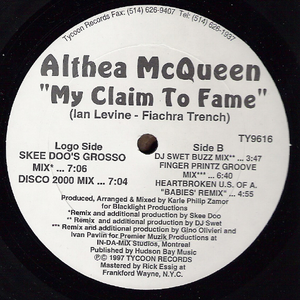 Tycoon Fax: (514) 626-9407 Tel: (514) 626-1937
Althea McQueen
"My Claim To Fame"
(Ian Levine - Fiachra Trench)
TY9616
Logo Side
SKEE DOO'S GROSSO
MIX* ... 7:06
DISCO 2000 MIX ... 7:04
Side B
DJ SWET BUZZ MIX** ... 3:47
FINGER PRINTZ GROOVE
MIX*** ... 6:40
HEARTBROKEN U.S. OF A.
"BABIES' REMIX" ... 4:55
Produced, Arranged & Mixed by Karle Philip Zamor for
Blacklight Productions
*Remix and additional production by Skee Doo
**Remix and additional production by DJ Swet
***Remix and additional production by Gino Olivieri and
Ivan Pavlin for Premier Muzik Productions at
IN-DA-MIX Studios, Montreal
Published by Hudson Bay Music
℗©1997 TYCOON RECORDS
Mastered by Rick Essig at
Frankford Wayne, N.Y.C.